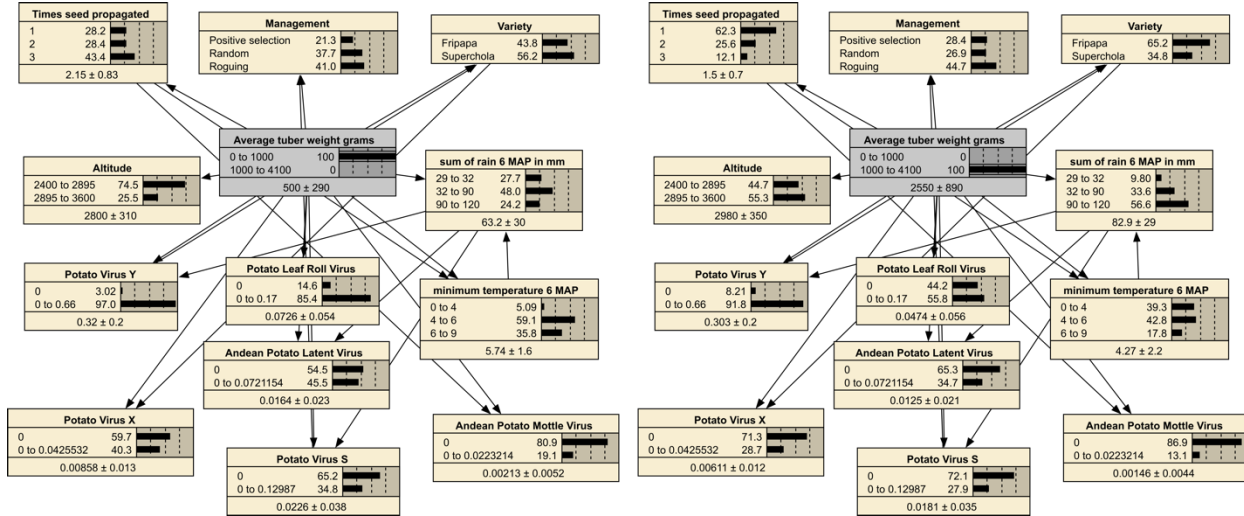 Times seed propagated
1 28.2
2 28.4
3 43.4
2.15 ± 0.83
Management
Positive selection 21.3
Random 37.7
Roguing 41.0
Variety
Fripapa 43.8
Superchola 56.2
Average tuber weight grams
0 to 1000 100
1000 to 4100 0
500 ± 290
Altitude
2400 to 2895 74.5
2895 to 3600 25.5
2800 ± 310
sum of rain 6 MAP in mm
29 to 32 27.7
32 to 90 48.0
90 to 120 24.2
63.2 ± 30
Potato Virus Y
0 3.02
0 to 0.66 97.0
0.32 ± 0.2
Potato Leaf Roll Virus
0 14.6
0 to 0.17 85.4
0.0726 ± 0.054
minimum temperature 6 MAP
0 to 4 5.09
4 to 6 59.1
6 to 9 35.8
5.74 ± 1.6
Andean Potato Latent Virus
0 54.5
0 to 0.0721154 45.5
0.0164 ± 0.023
Potato Virus X
0 59.7
0 to 0.0425532 40.3
0.00858 ± 0.013
Andean Potato Mottle Virus
0 80.9
0 to 0.0223214 19.1
0.00213 ± 0.0052
Potato Virus S
0 65.2
0 to 0.12987 34.8
0.0226 ± 0.038
Times seed propagated
1 62.3
2 25.6
3 12.1
1.5 ± 0.7
Management
Positive selection 28.4
Random 26.9
Roguing 44.7
Variety
Fripapa 65.2
Superchola 34.8
Average tuber weight grams
0 to 1000 0
1000 to 4100 100
2550 ± 890
Altitude
2400 to 2895 44.7
2895 to 3600 55.3
2980 ± 350
sum of rain 6 MAP in mm
29 to 32 9.80
32 to 90 33.6
90 to 120 56.6
82.9 ± 29
Potato Virus Y
0 8.21
0 to 0.66 91.8
0.303 ± 0.2
Potato Leaf Roll Virus
0 44.2
0 to 0.17 55.8
0.0474 ± 0.056
minimum temperature 6 MAP
0 to 4 39.3
4 to 6 42.8
6 to 9 17.8
4.27 ± 2.2
Andean Potato Latent Virus
0 65.3
0 to 0.0721154 34.7
0.0125 ± 0.021
Potato Virus X
0 71.3
0 to 0.0425532 28.7
0.00611 ± 0.012
Andean Potato Mottle Virus
0 86.9
0 to 0.0223214 13.1
0.00146 ± 0.0044
Potato Virus S
0 72.1
0 to 0.12987 27.9
0.0181 ± 0.035